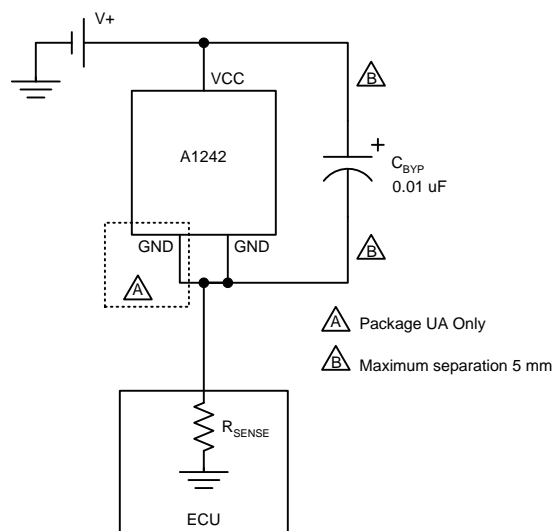 V+
VCC
B
A1242
+
C_BYP
0.01 uF
GND GND
B
A
A Package UA Only
B Maximum separation 5 mm
R_SENSE
ECU